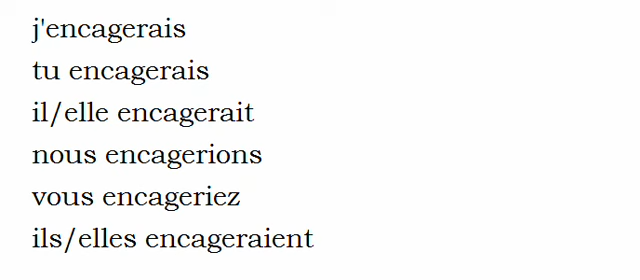 j'encagerais
tu encagerais
il/elle encagerait
nous encagerions
vous encageriez
ils/elles encageraient